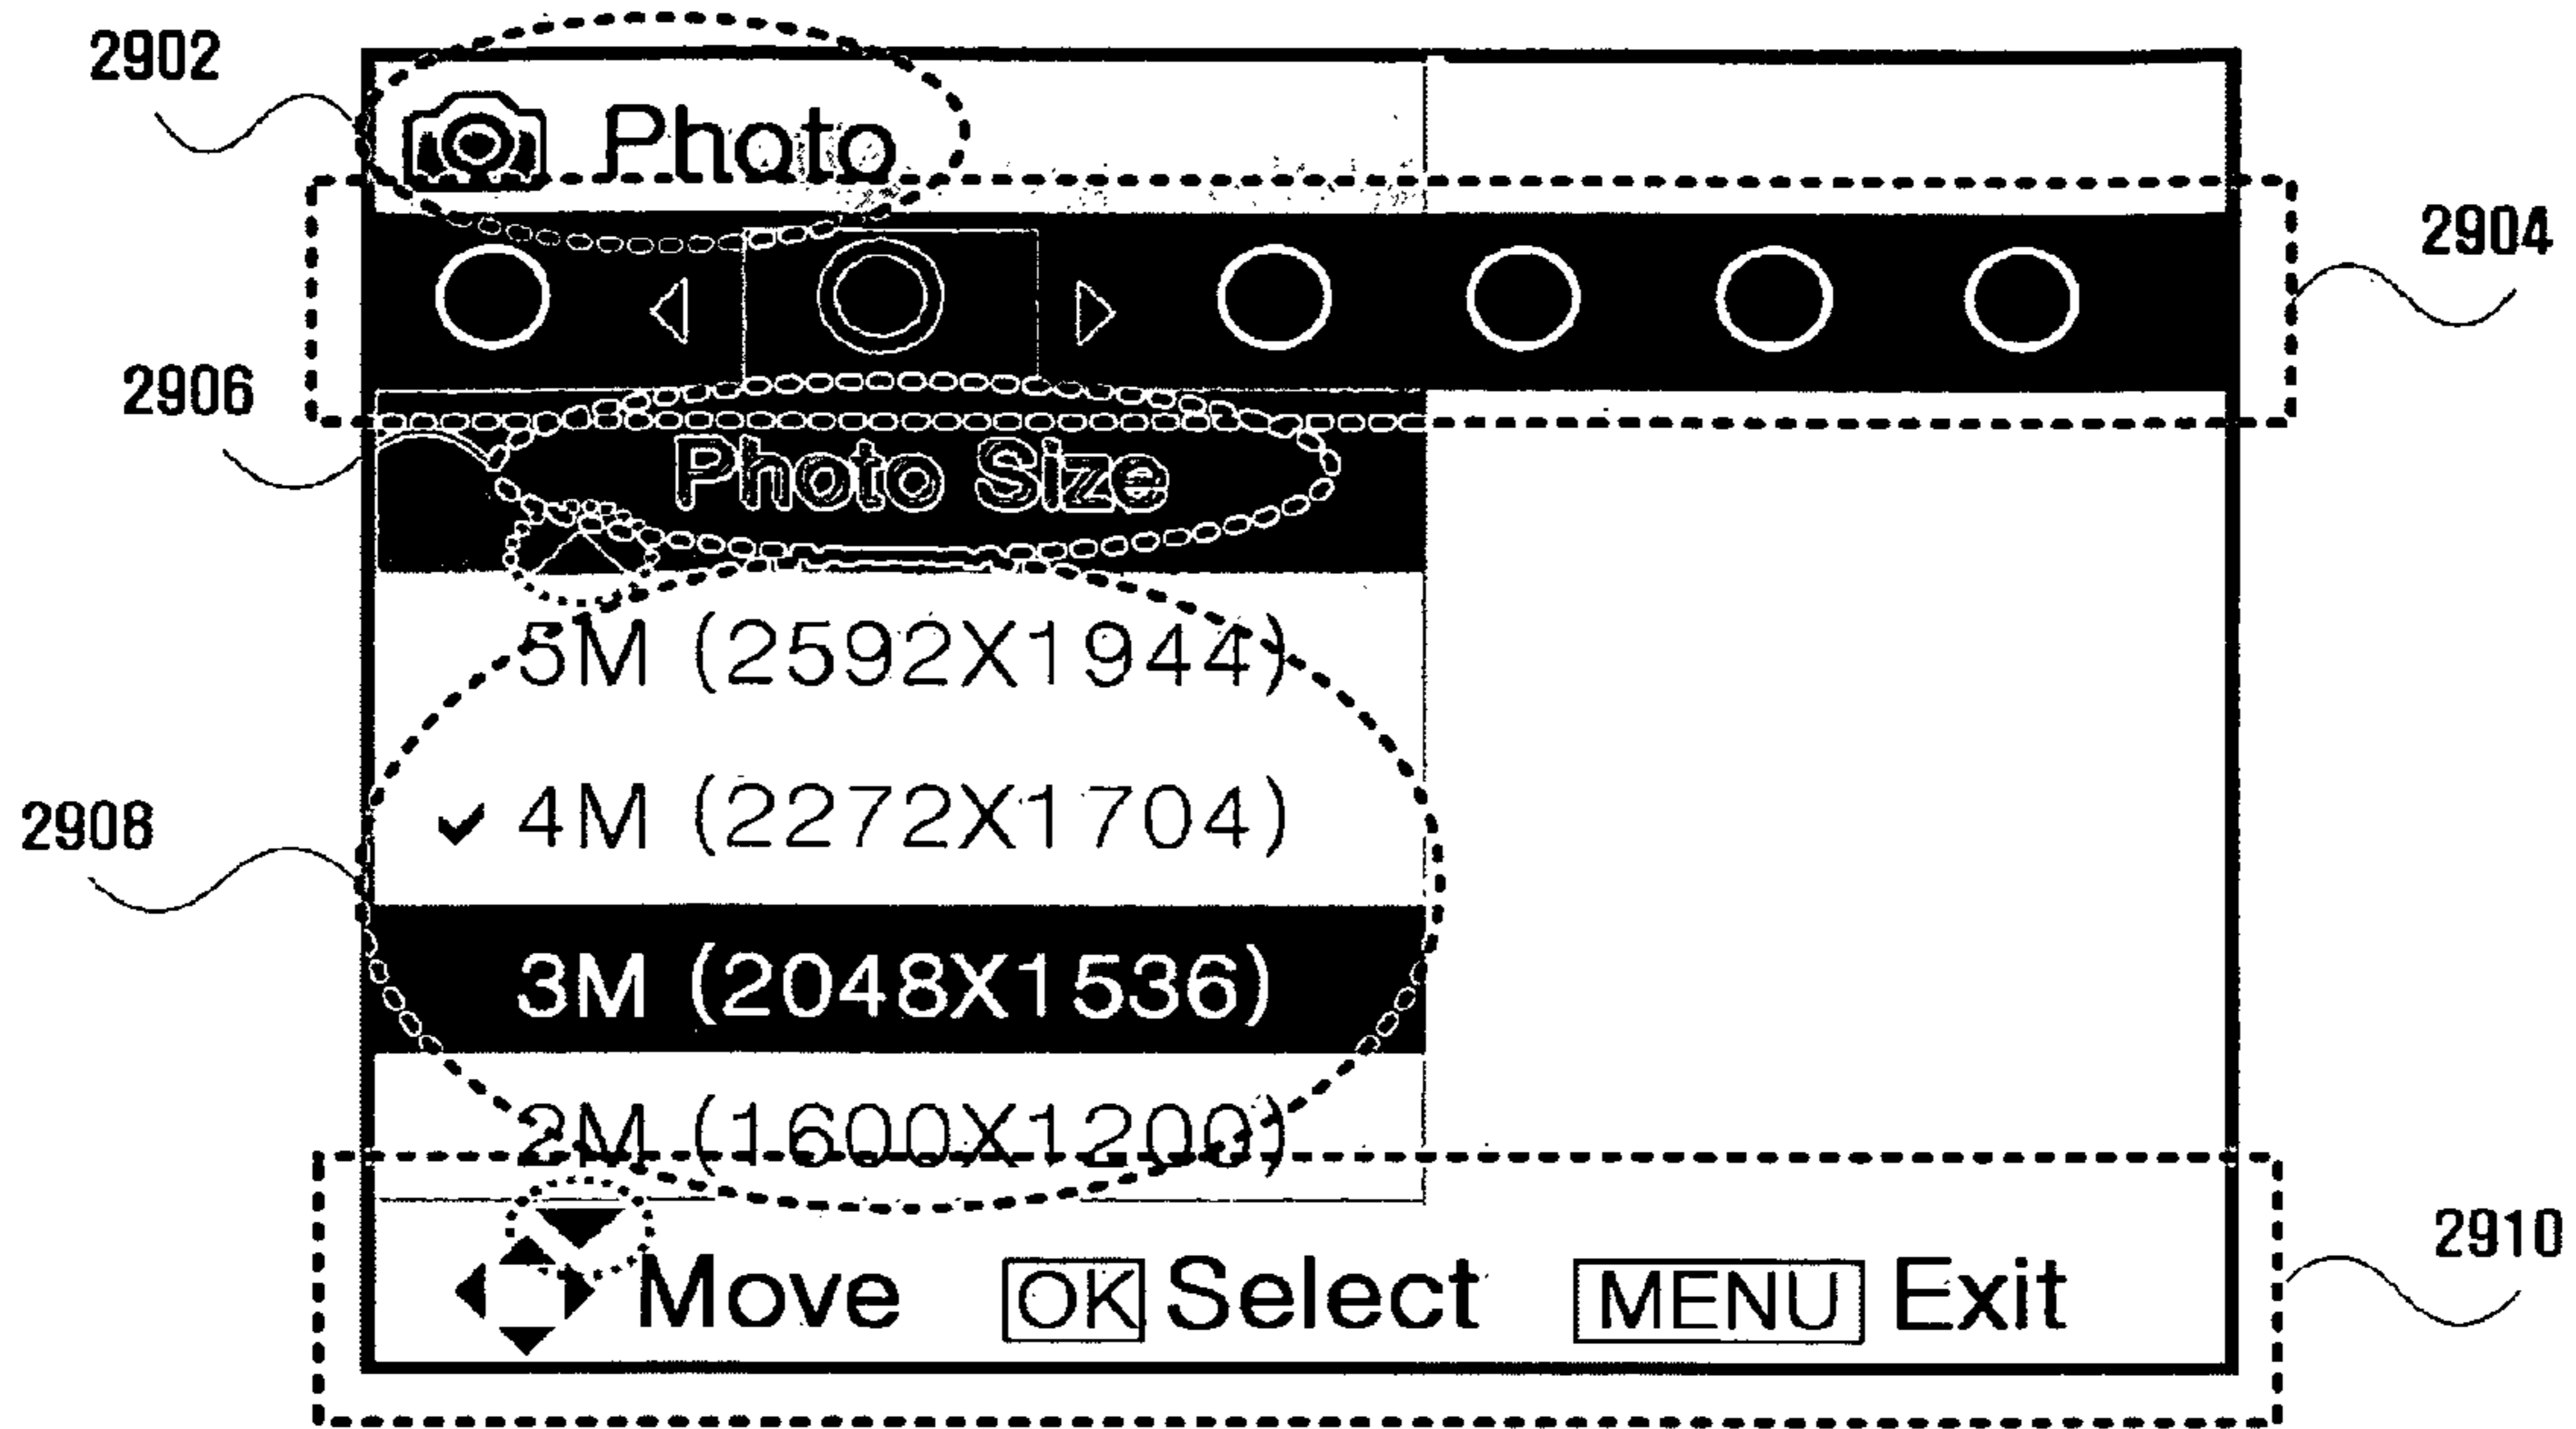 2902
Photo
2904
2906
Photo Size
5M (2592X1944)
✓ 4M (2272X1704)
2908
3M (2048X1536)
2M (1600X1200)
2910
Move OK Select MENU Exit